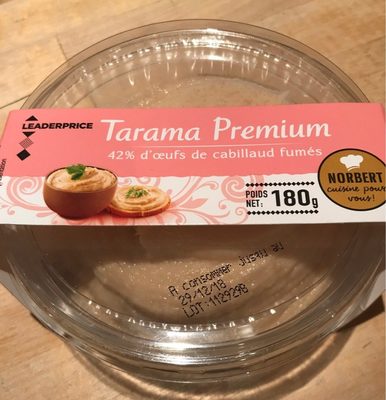 LEADERPRICE
Tarama Premium
42% d'œufs de cabillaud fumés
POIDS
NET: 180g
NORBERT
cuisine pour
vous!
A consommer jusqu'au
29/12/18
LOT:1129298